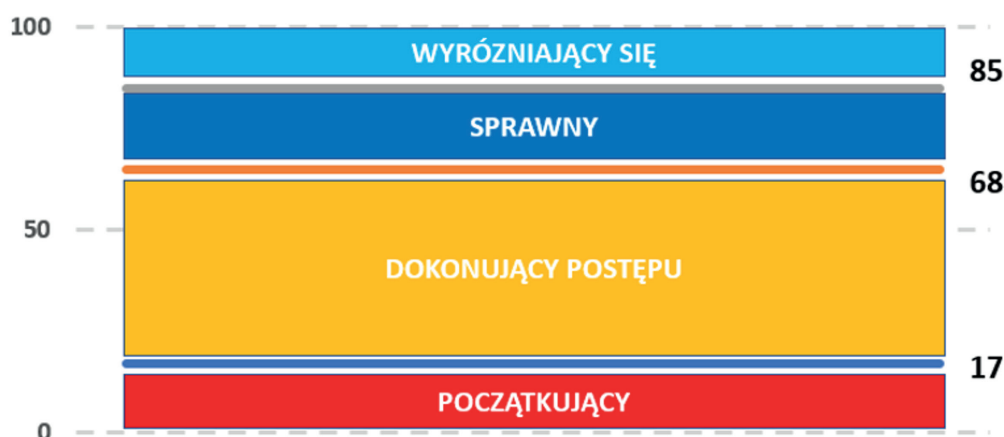 100
WYRÓZNIAJĄCY SIĘ
85
SPRAWNY
68
50
DOKONUJĄCY POSTĘPU
17
POCZĄTKUJĄCY
0